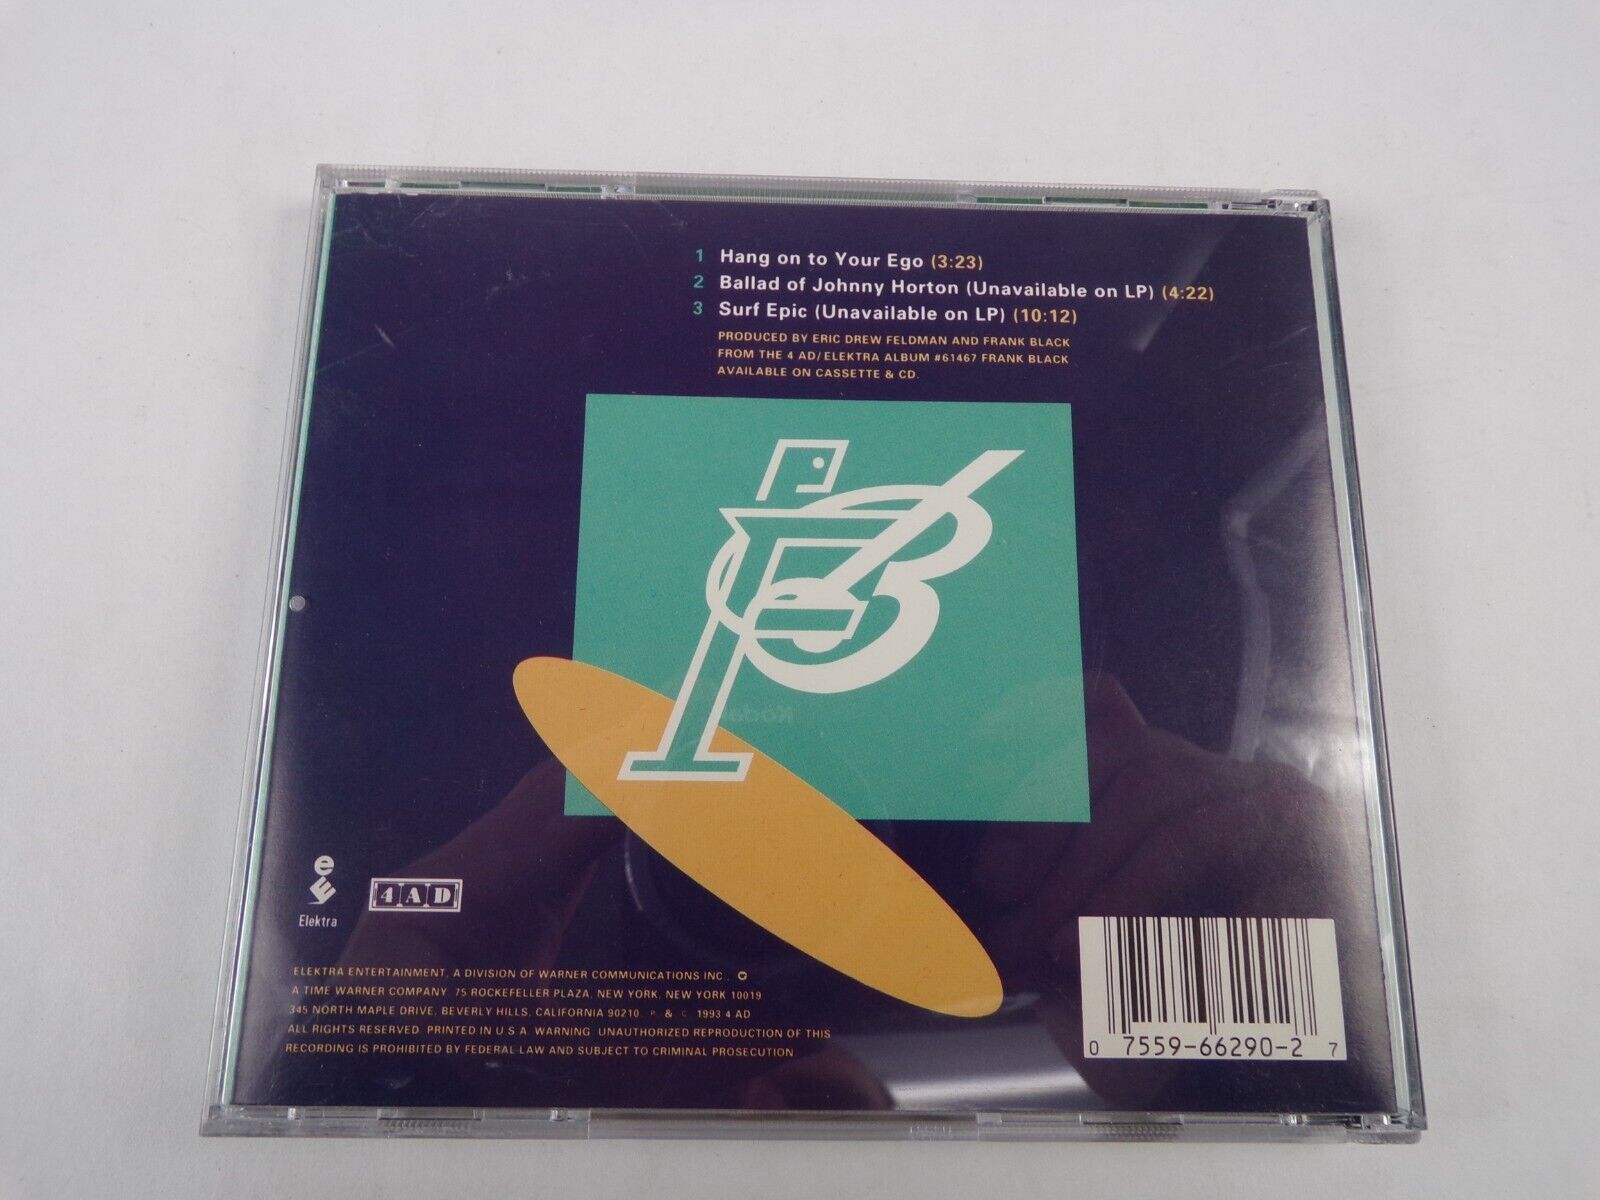 1 Hang on to Your Ego (3:23)
2 Ballad of Johnny Horton (Unavailable on LP) (4:22)
3 Surf Epic (Unavailable on LP) (10:12)
PRODUCED BY ERIC DREW FELDMAN AND FRANK BLACK
FROM THE 4 AD/ELEKTRA ALBUM #61467 FRANK BLACK
AVAILABLE ON CASSETTE & CD.
FB
e
Elektra
4AD
ELEKTRA ENTERTAINMENT, A DIVISION OF WARNER COMMUNICATIONS INC.,
A TIME WARNER COMPANY 75 ROCKEFELLER PLAZA, NEW YORK, NEW YORK 10019
345 NORTH MAPLE DRIVE, BEVERLY HILLS, CALIFORNIA 90210 P & C 1993 4 AD
ALL RIGHTS RESERVED PRINTED IN U S A WARNING UNAUTHORIZED REPRODUCTION OF THIS
RECORDING IS PROHIBITED BY FEDERAL LAW AND SUBJECT TO CRIMINAL PROSECUTION
0 7559-66290-2 7